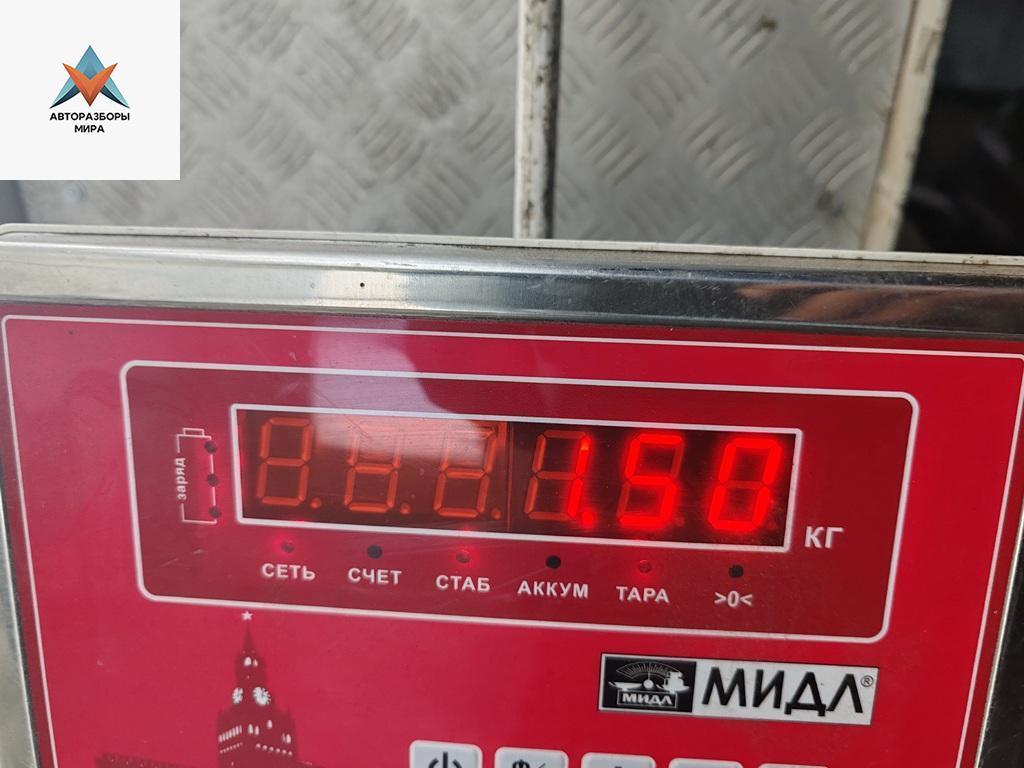 АВТОРАЗБОРЫ
МИРА
заряд
1.50
КГ
СЕТЬ СЧЕТ СТАБ АККУМ ТАРА >0<
МИДЛ МИДЛ®